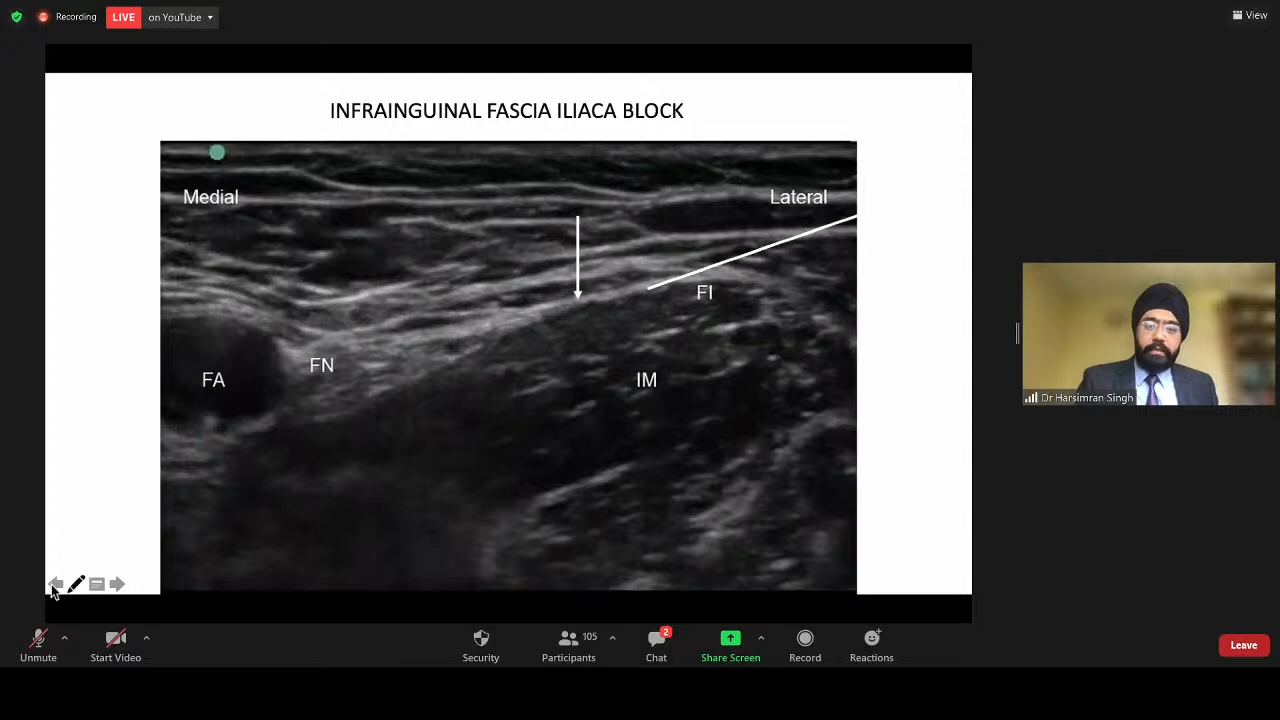 Recording
LIVE on YouTube
View
INFRAINGUINAL FASCIA ILIACA BLOCK
Medial
Lateral
FI
FN
FA
IM
Dr Harsimran Singh
105
2
Unmute
Start Video
Security
Participants
Chat
Share Screen
Record
Reactions
Leave